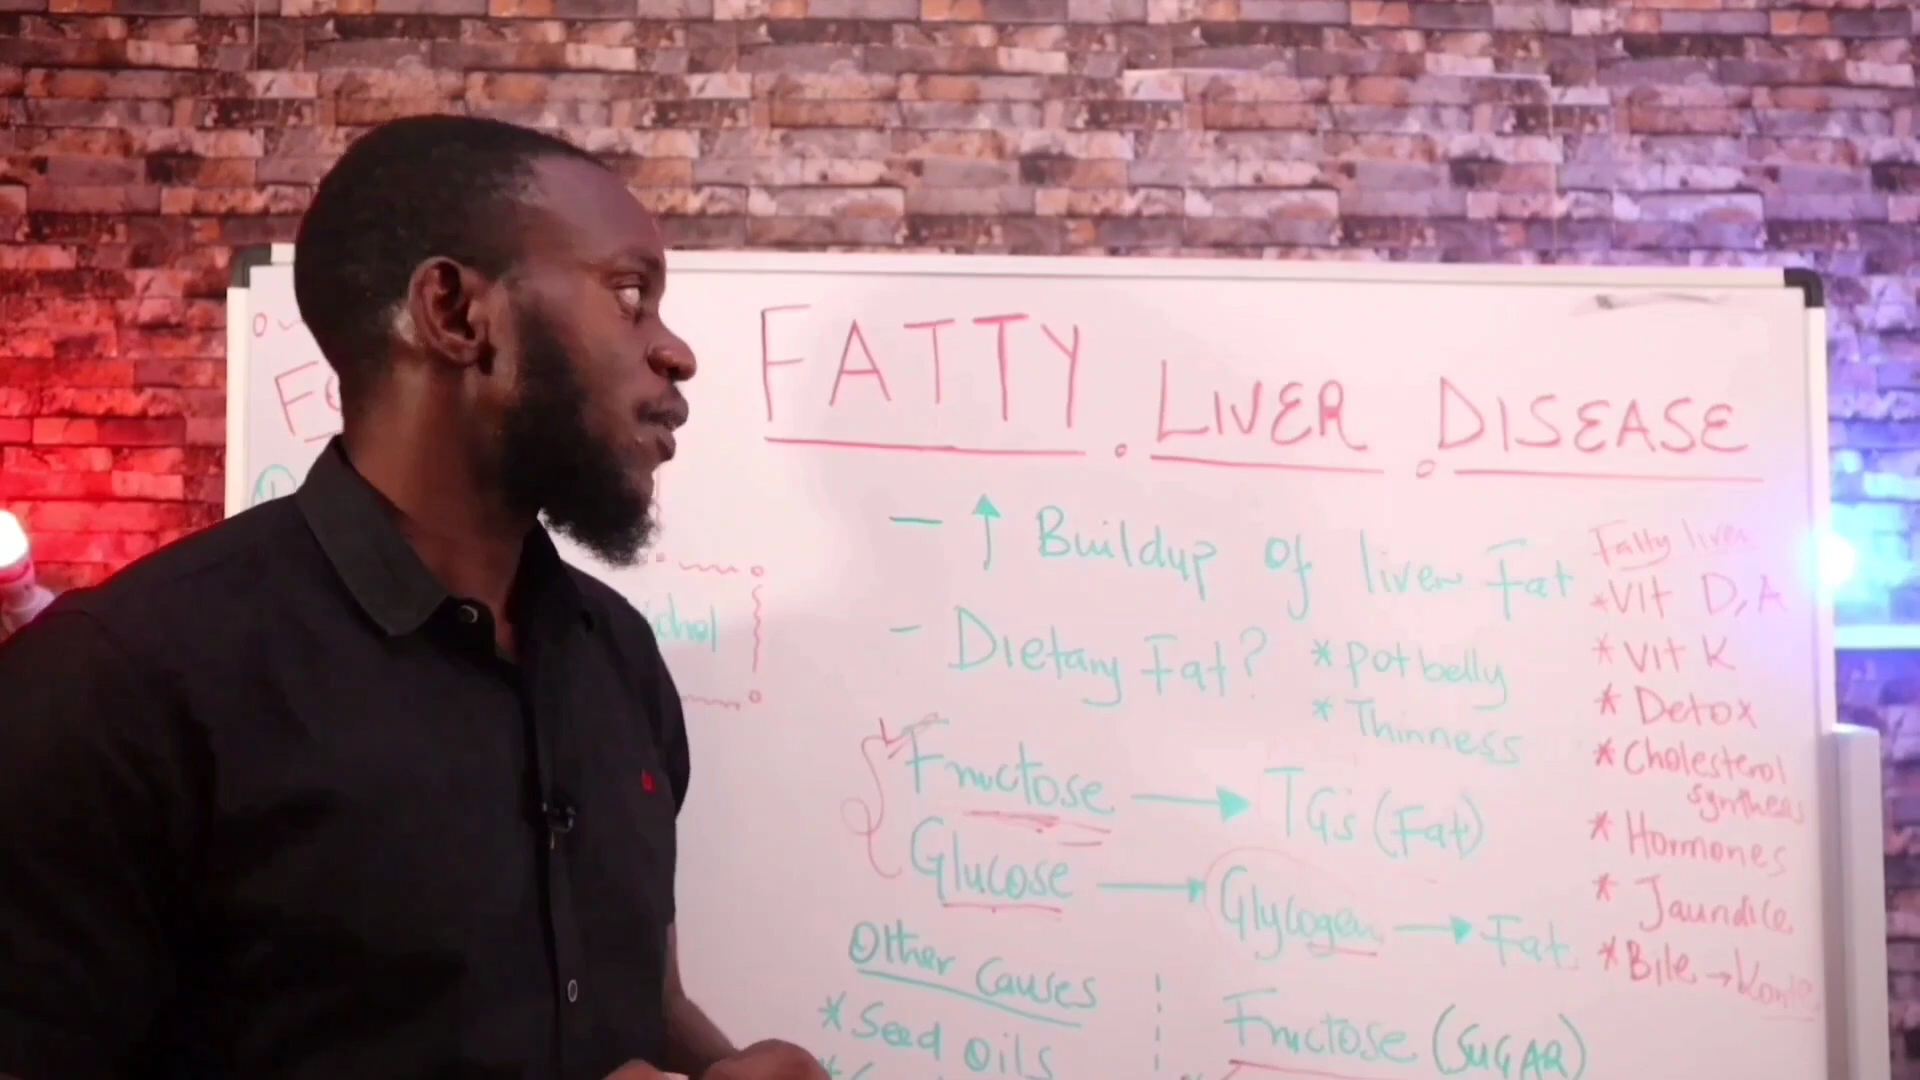 FATTY LIVER DISEASE
- ↑ Buildup of liver Fat
- Dietary Fat?
* Pot belly
* Thinness
Fructose → TGs (Fat)
Glucose → Glycogen → Fat
Other Causes
* Seed oils
Fructose (SUGAR)
Fatty liver
* Vit D, A
* Vit K
* Detox
* Cholesterol
synthesis
* Hormones
* Jaundice
* Bile →